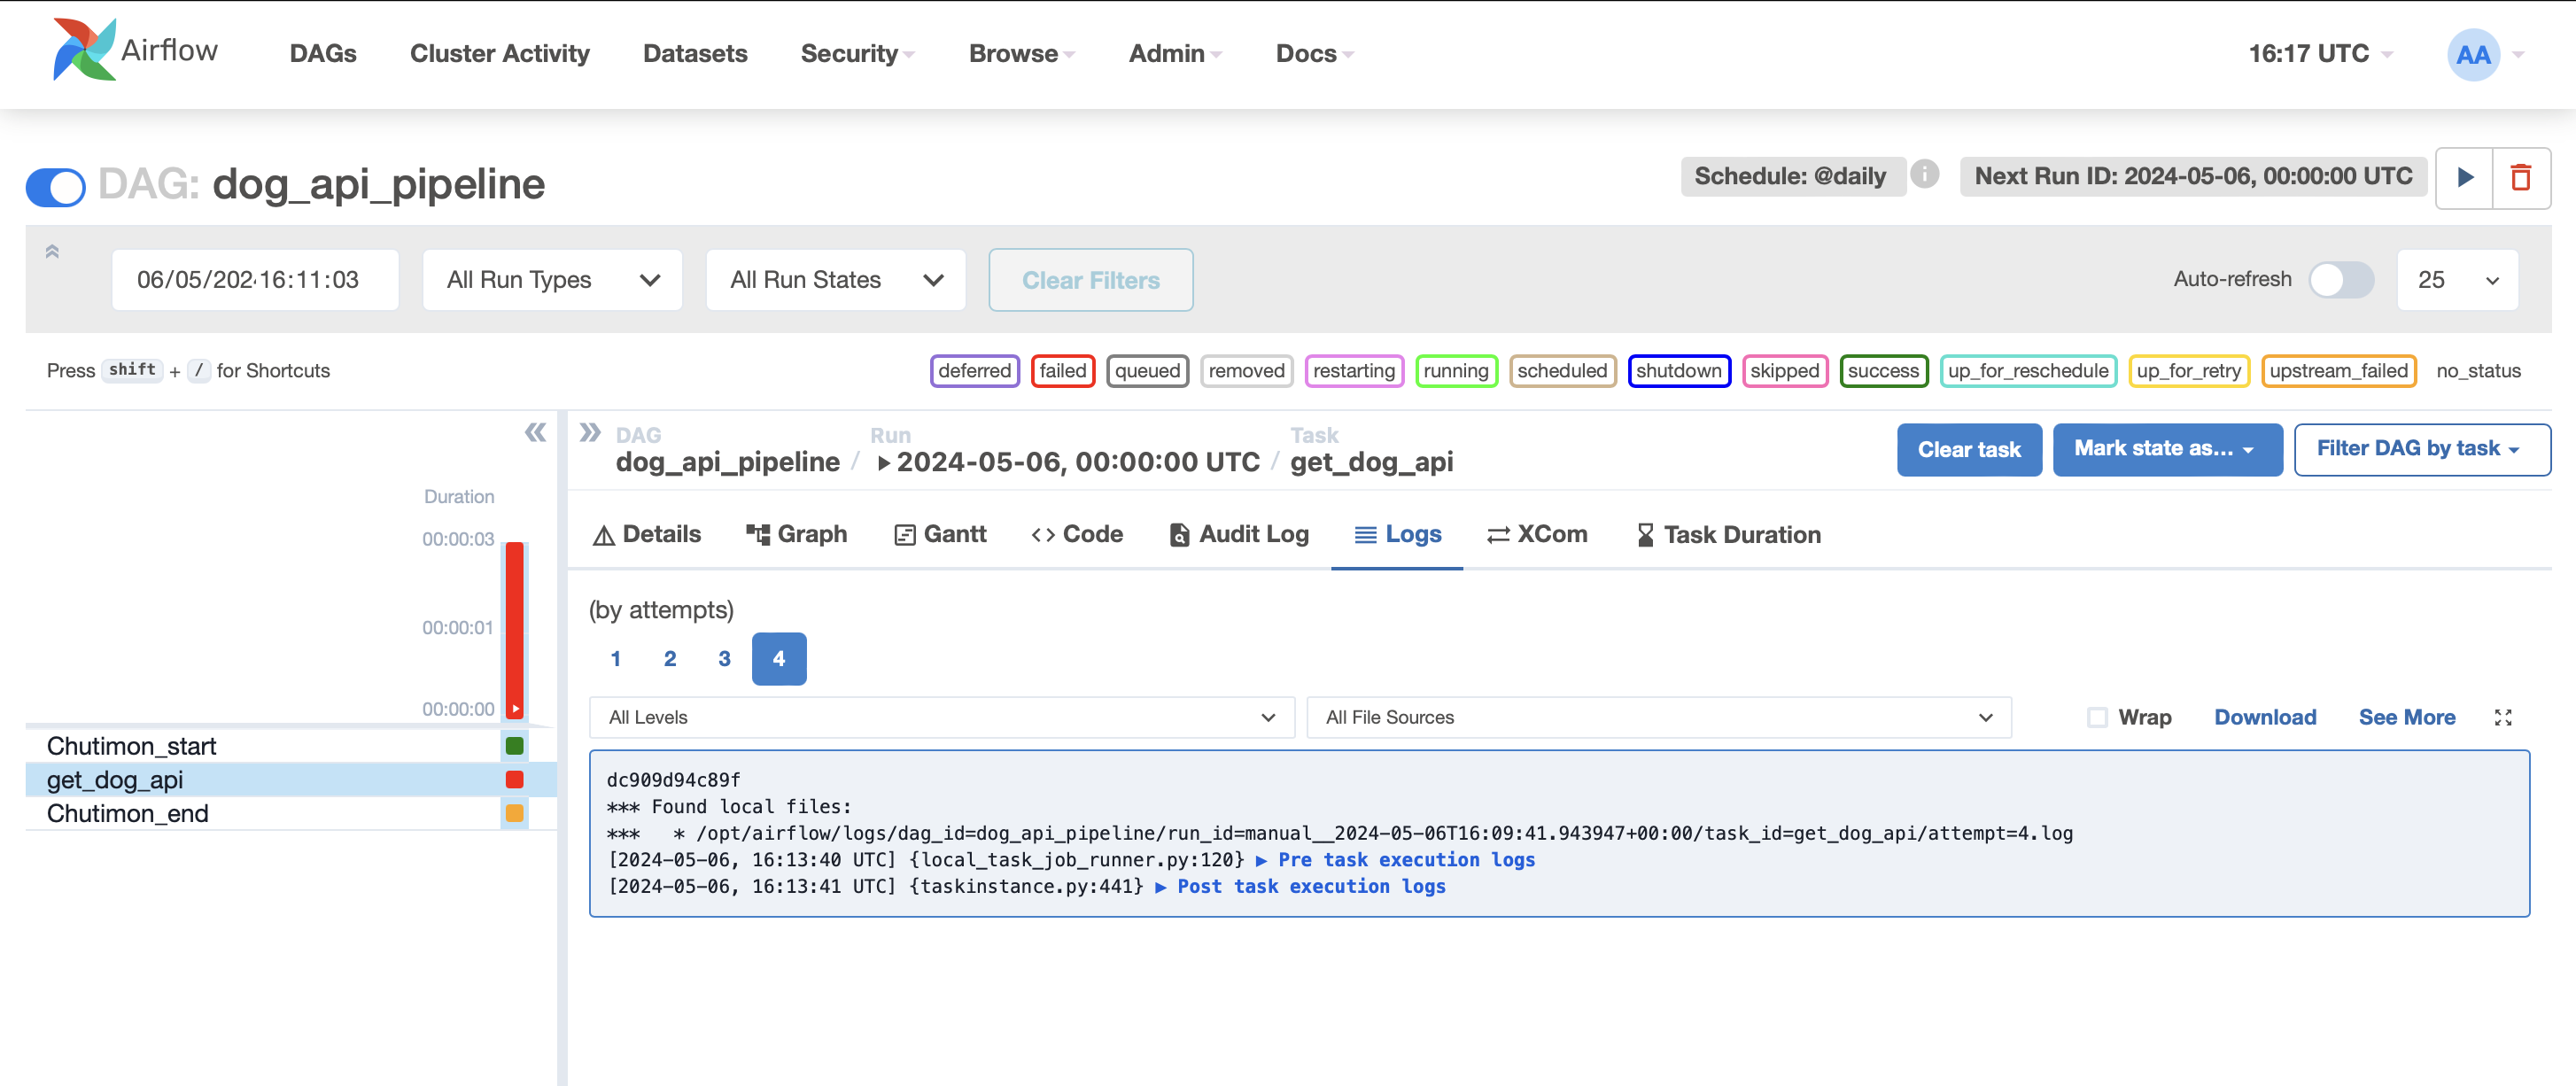 Airflow DAGs Cluster Activity Datasets Security Browse Admin Docs 16:17 UTC AA
DAG: dog_api_pipeline Schedule: @daily i Next Run ID: 2024-05-06, 00:00:00 UTC
06/05/202 16:11:03 All Run Types All Run States Clear Filters Auto-refresh 25
Press shift + / for Shortcuts deferred failed queued removed restarting running scheduled shutdown skipped success up_for_reschedule up_for_retry upstream_failed no_status
DAG Run Task
dog_api_pipeline / 2024-05-06, 00:00:00 UTC / get_dog_api
Clear task Mark state as... Filter DAG by task
Duration
00:00:03
00:00:01
00:00:00
Chutimon_start
get_dog_api
Chutimon_end
Details Graph Gantt Code Audit Log Logs XCom Task Duration
(by attempts)
1 2 3 4
All Levels All File Sources Wrap Download See More
dc909d94c89f
*** Found local files:
*** * /opt/airflow/logs/dag_id=dog_api_pipeline/run_id=manual__2024-05-06T16:09:41.943947+00:00/task_id=get_dog_api/attempt=4.log
[2024-05-06, 16:13:40 UTC] {local_task_job_runner.py:120} ▶ Pre task execution logs
[2024-05-06, 16:13:41 UTC] {taskinstance.py:441} ▶ Post task execution logs